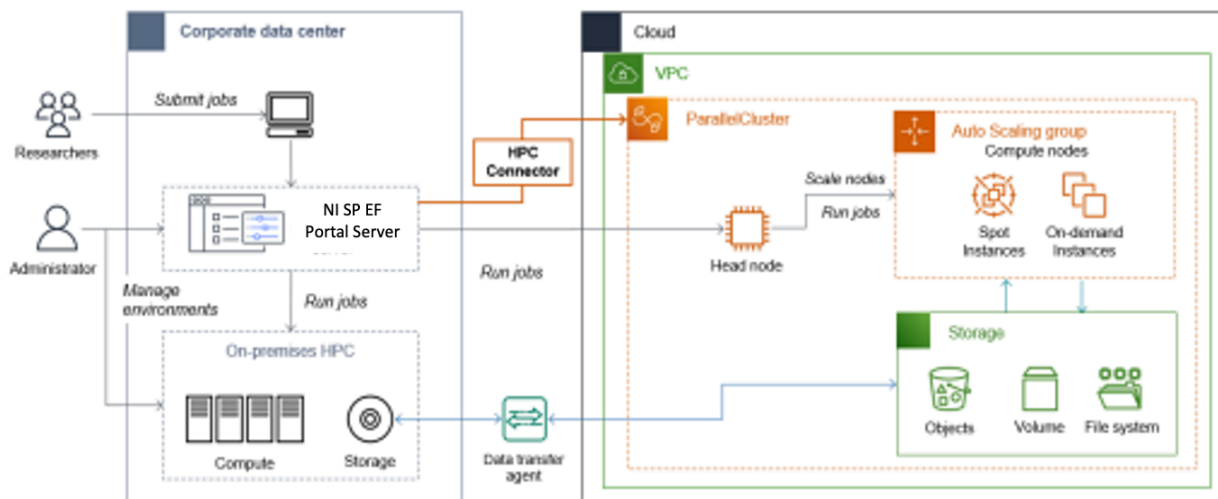 Corporate data center
Cloud
VPC
Submit jobs
ParallelCluster
Auto Scaling group
Compute nodes
Researchers
HPC
Connector
Scale nodes
Run jobs
NI SP EF
Portal Server
Spot
Instances
On-demand
Instances
Administrator
Head node
Run jobs
Manage
environments
Run jobs
Storage
On-premises HPC
Objects
Volume
File system
Compute
Storage
Data transfer
agent